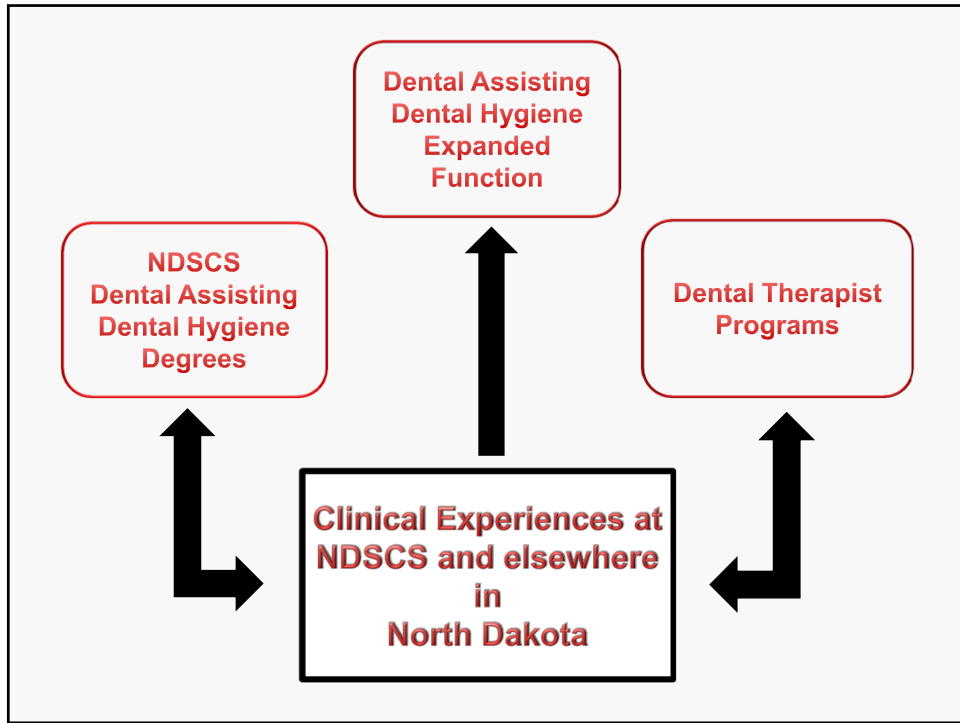 Dental Assisting
Dental Hygiene
Expanded
Function
NDSCS
Dental Assisting
Dental Hygiene
Degrees
Dental Therapist
Programs
Clinical Experiences at
NDSCS and elsewhere
in
North Dakota